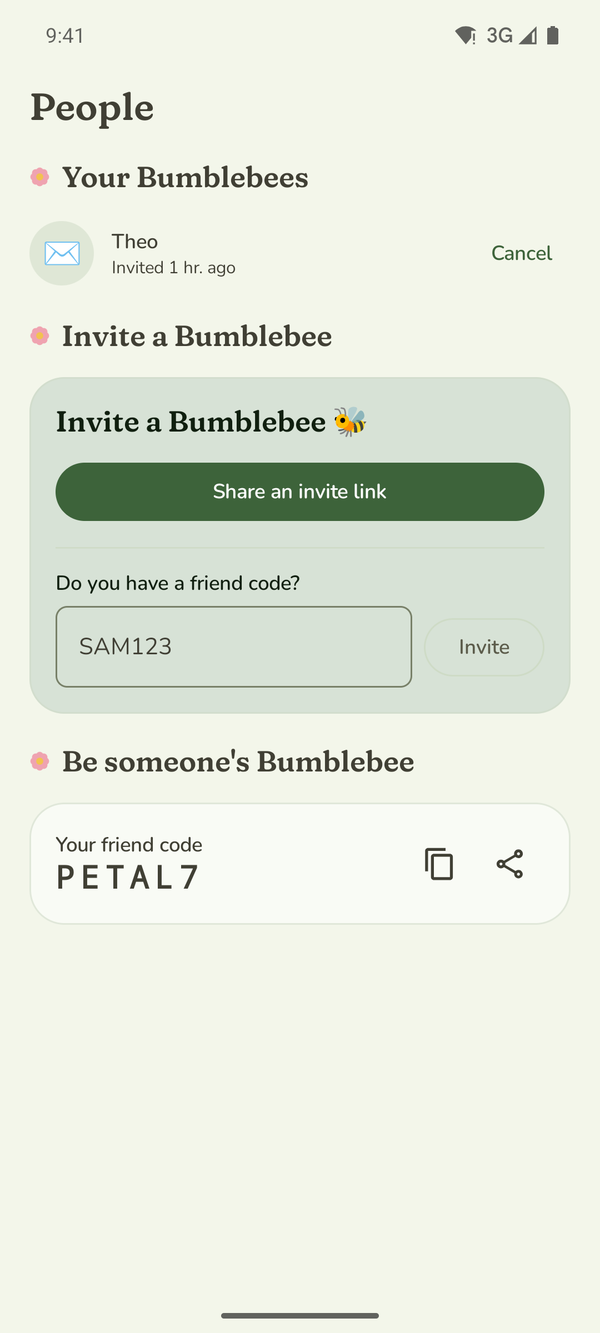 9:41
3G
People
Your Bumblebees
Theo
Invited 1 hr. ago
Cancel
Invite a Bumblebee
Invite a Bumblebee 🐝
Share an invite link
Do you have a friend code?
SAM123
Invite
Be someone's Bumblebee
Your friend code
PETAL7